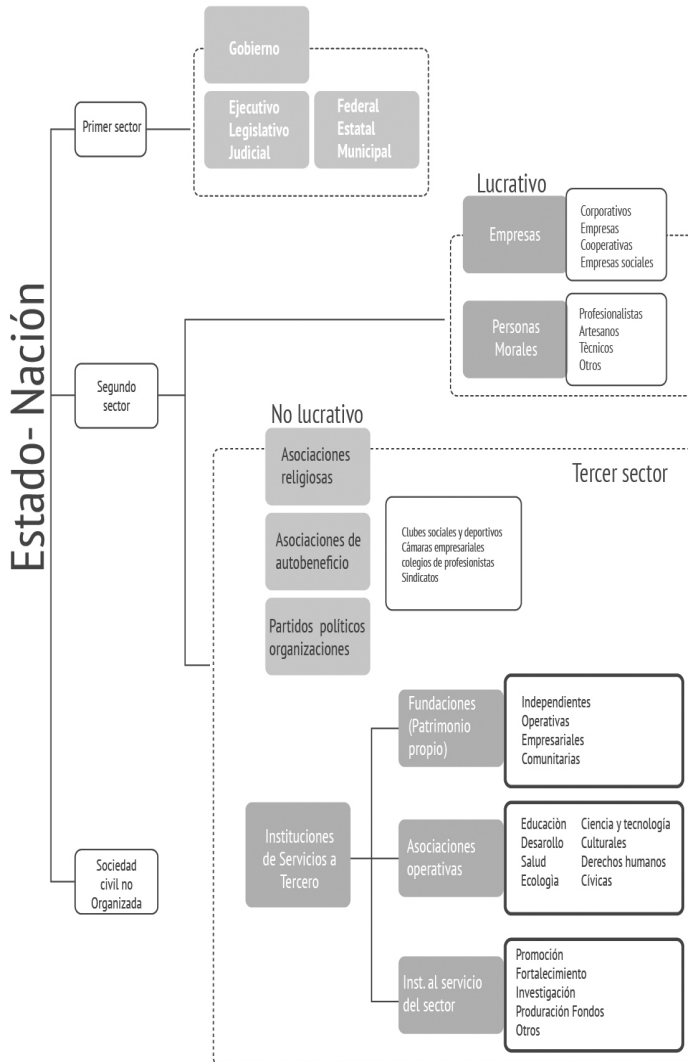 Estado- Nación
Primer sector
Gobierno
Ejecutivo
Legislativo
Judicial
Federal
Estatal
Municipal
Segundo
sector
Lucrativo
Empresas
Corporativos
Empresas
Cooperativas
Empresas sociales
Personas
Morales
Profesionalistas
Artesanos
Tècnicos
Otros
No lucrativo
Tercer sector
Asociaciones
religiosas
Asociaciones de
autobeneficio
Clubes sociales y deportivos
Càmaras empresariales
colegios de profesionistas
Sindicatos
Partidos políticos
organizaciones
Instituciones
de Servicios a
Tercero
Fundaciones
(Patrimonio
propio)
Independientes
Operativas
Empresariales
Comunitarias
Asociaciones
operativas
Educaciòn
Desarollo
Salud
Ecologìa
Ciencia y tecnología
Culturales
Derechos humanos
Cívicas
Inst. al servicio
del sector
Promoción
Fortalecimiento
Investigación
Produración Fondos
Otros
Sociedad
civil no
Organizada